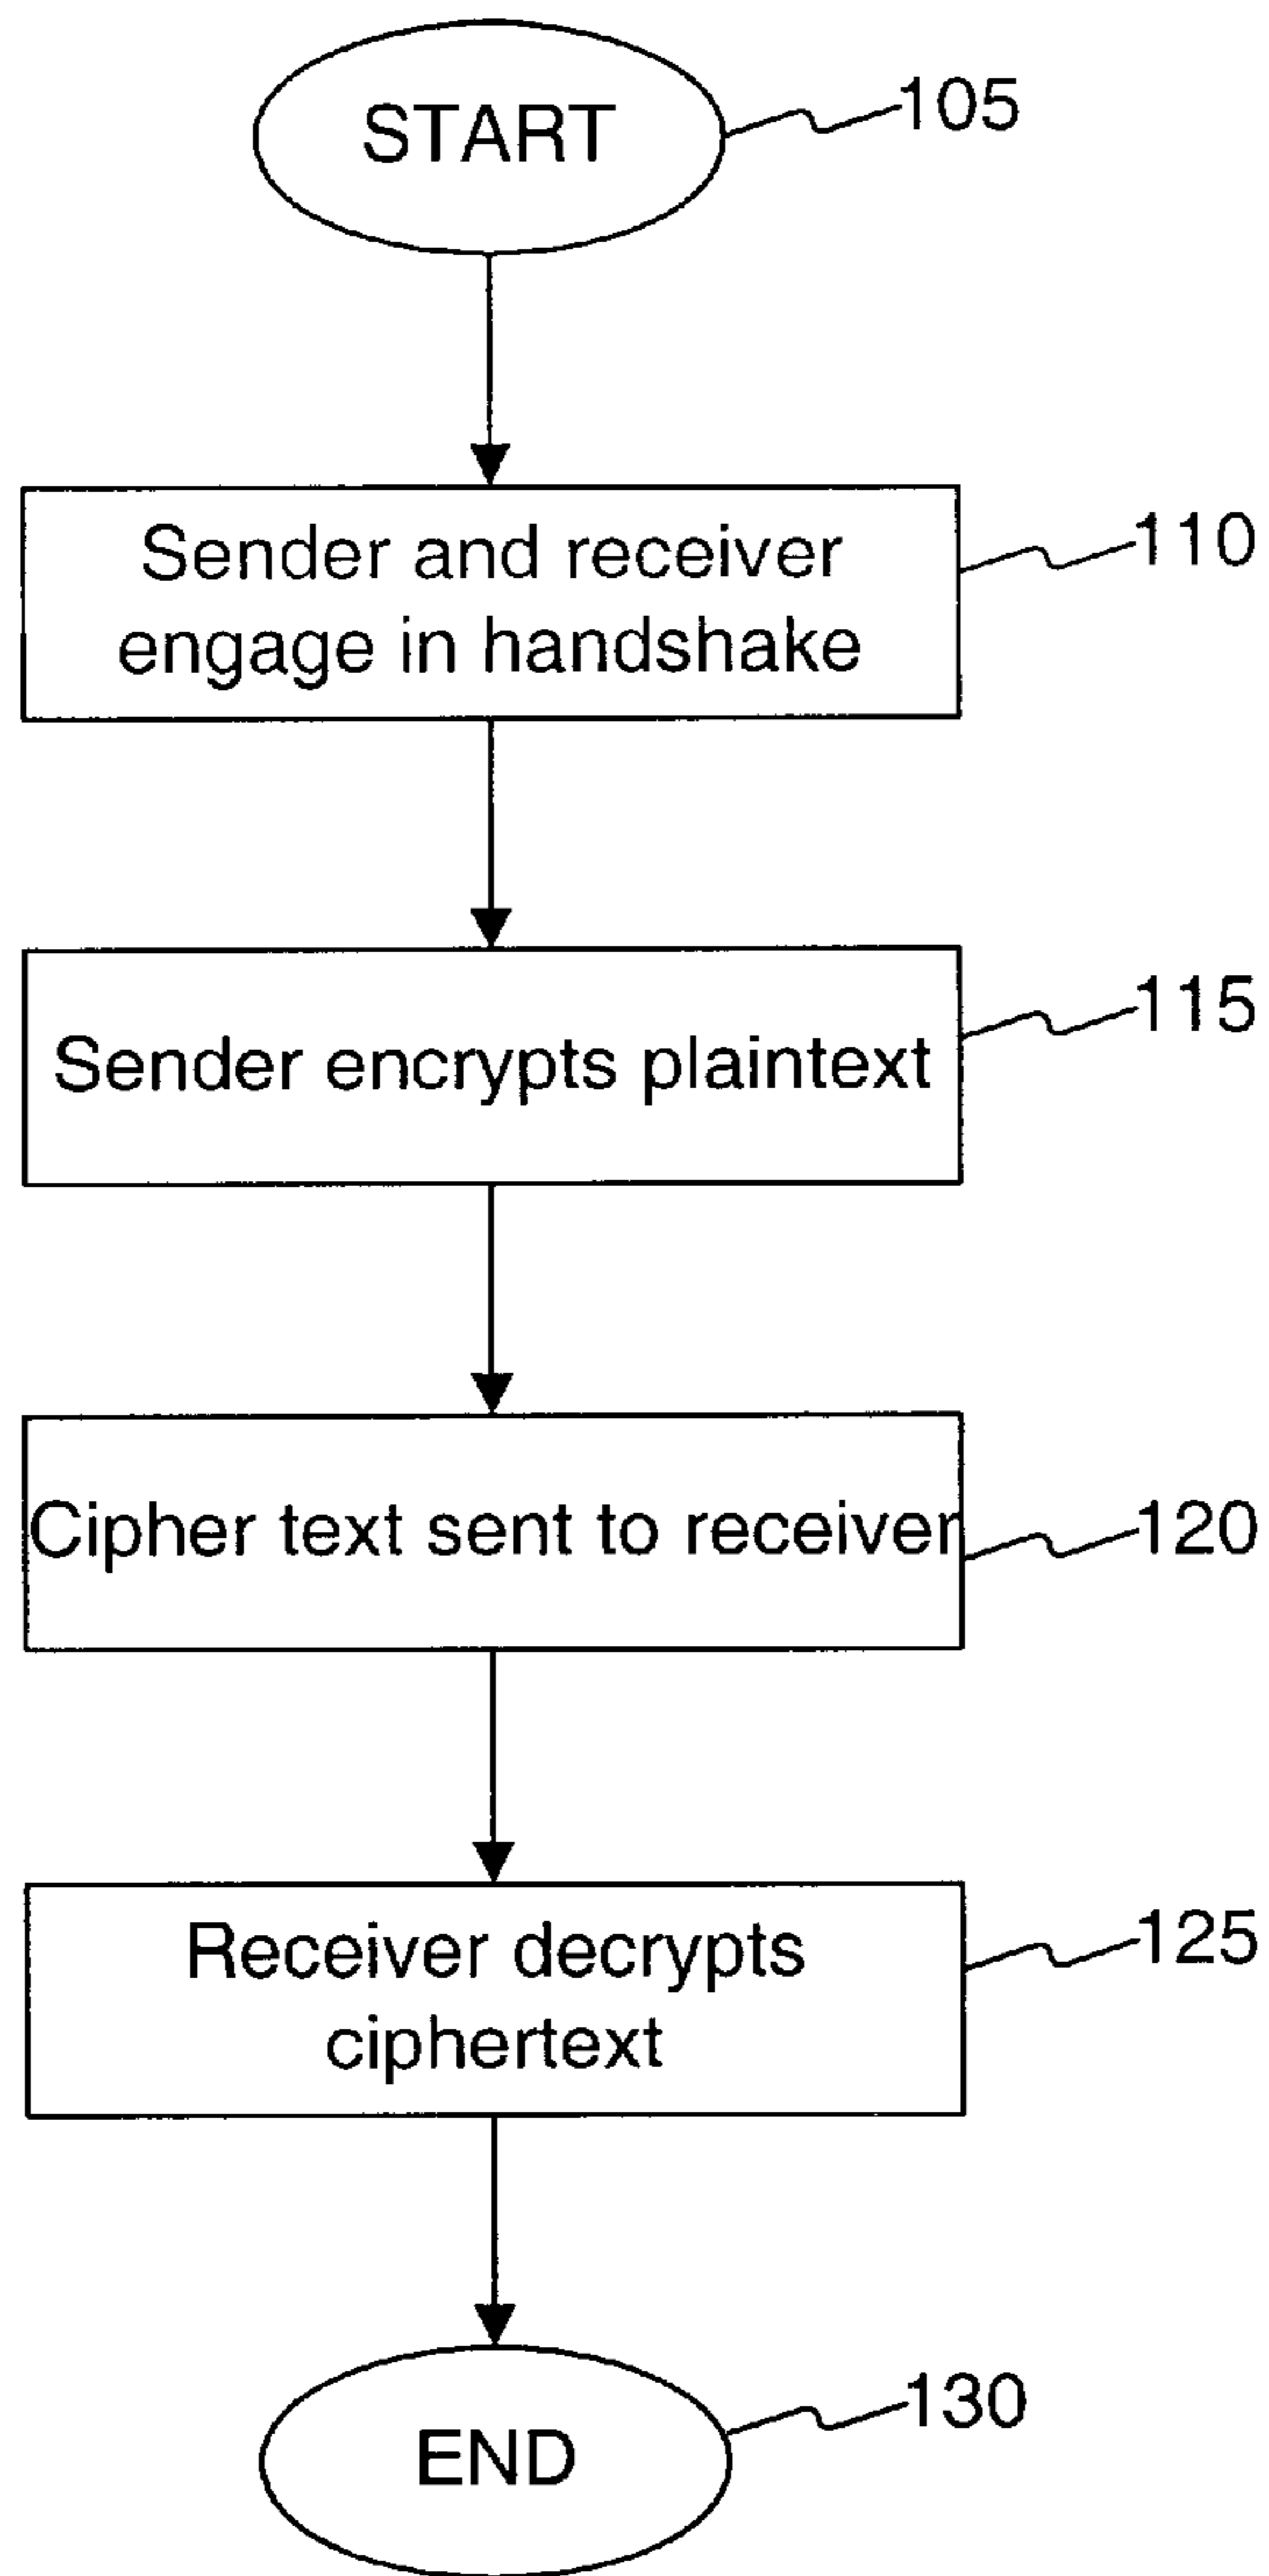 START
105
Sender and receiver
engage in handshake
110
Sender encrypts plaintext
115
Cipher text sent to receiver
120
Receiver decrypts
ciphertext
125
END
130